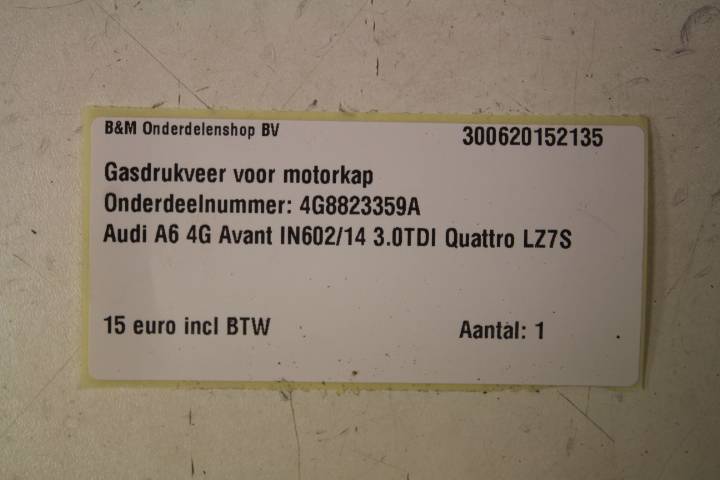 B&M Onderdelenshop BV 300620152135
Gasdrukveer voor motorkap
Onderdeelnummer: 4G8823359A
Audi A6 4G Avant IN602/14 3.0TDI Quattro LZ7S
15 euro incl BTW Aantal: 1